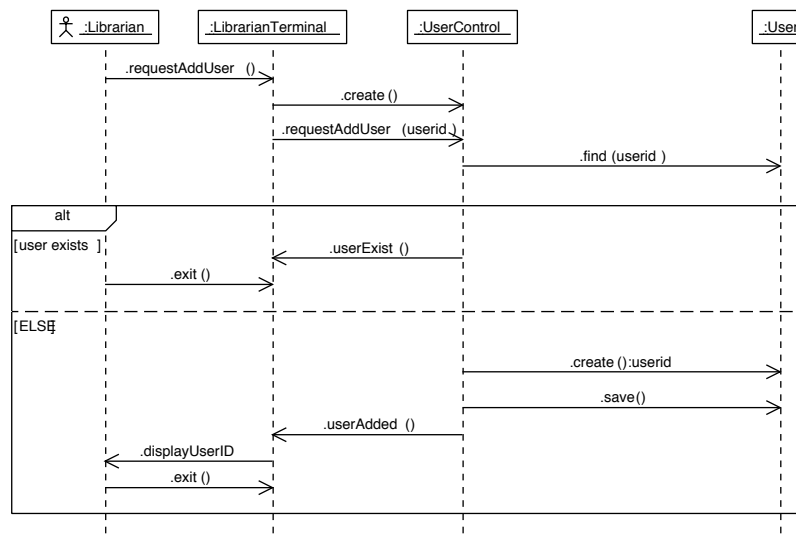 :Librarian
:LibrarianTerminal
:UserControl
:User
.requestAddUser ()
.create ()
.requestAddUser (userid )
.find (userid )
alt
[user exists ]
.userExist ()
.exit ()
[ELSE]
.create ():userid
.save()
.userAdded ()
.displayUserID
.exit ()